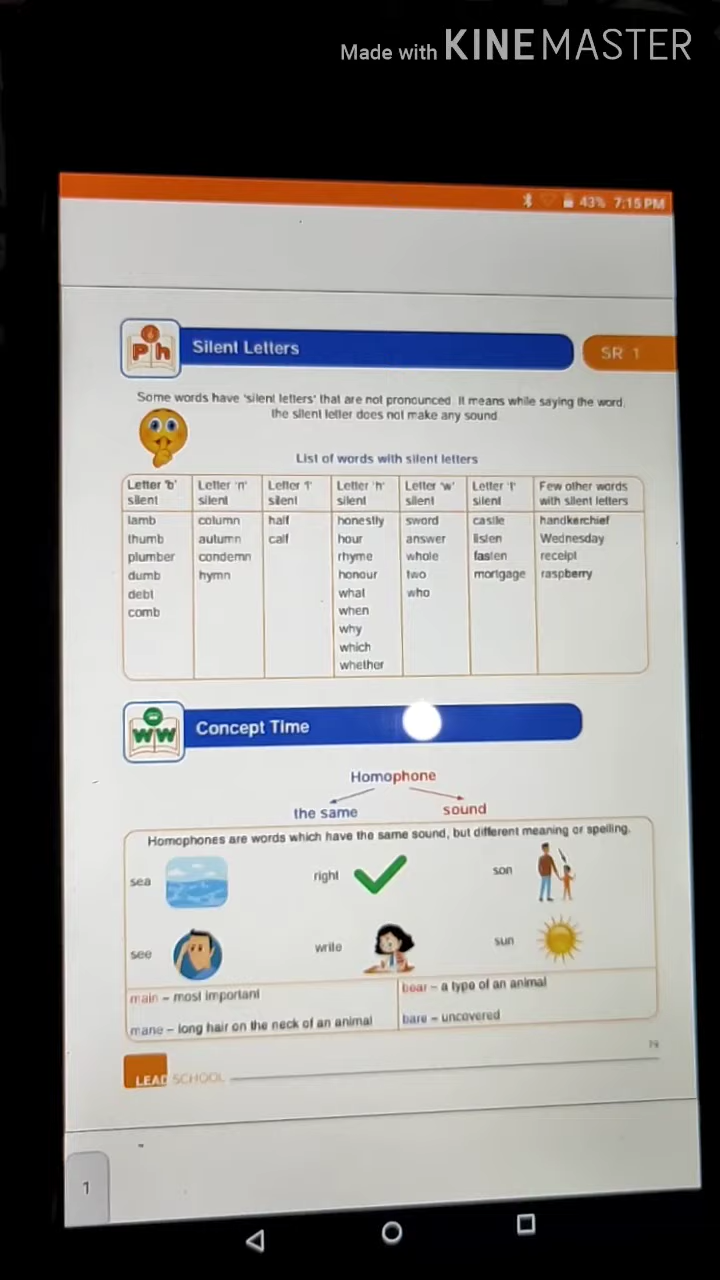 Made with KINEMASTER
43% 7:15 PM
Ph Silent Letters SR 1
Some words have 'silent letters' that are not pronounced. It means while saying the word,
the silent letter does not make any sound.
List of words with silent letters
Letter 'b' silent | Letter 'n' silent | Letter 'l' silent | Letter 'h' silent | Letter 'w' silent | Letter 't' silent | Few other words with silent letters
lamb | column | half | honestly | sword | castle | handkerchief
thumb | autumn | calf | hour | answer | listen | Wednesday
plumber | condemn | rhyme | whole | fasten | receipt
dumb | hymn | honour | two | mortgage | raspberry
debt | what | who
comb | when
why
which
whether
WW Concept Time
Homophone
the same sound
Homophones are words which have the same sound, but different meaning or spelling.
sea right son
see write sun
main – most important
bear – a type of an animal
mane – long hair on the neck of an animal
bare – uncovered
79
LEAD SCHOOL
1